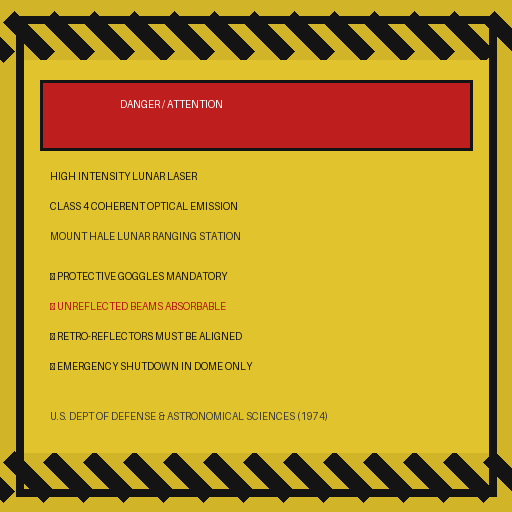 DANGER / ATTENTION
HIGH INTENSITY LUNAR LASER
CLASS 4 COHERENT OPTICAL EMISSION
MOUNT HALE LUNAR RANGING STATION
PROTECTIVE GOGGLES MANDATORY
UNREFLECTED BEAMS ABSORBABLE
RETRO-REFLECTORS MUST BE ALIGNED
EMERGENCY SHUTDOWN IN DOME ONLY
U.S. DEPT OF DEFENSE & ASTRONOMICAL SCIENCES (1974)